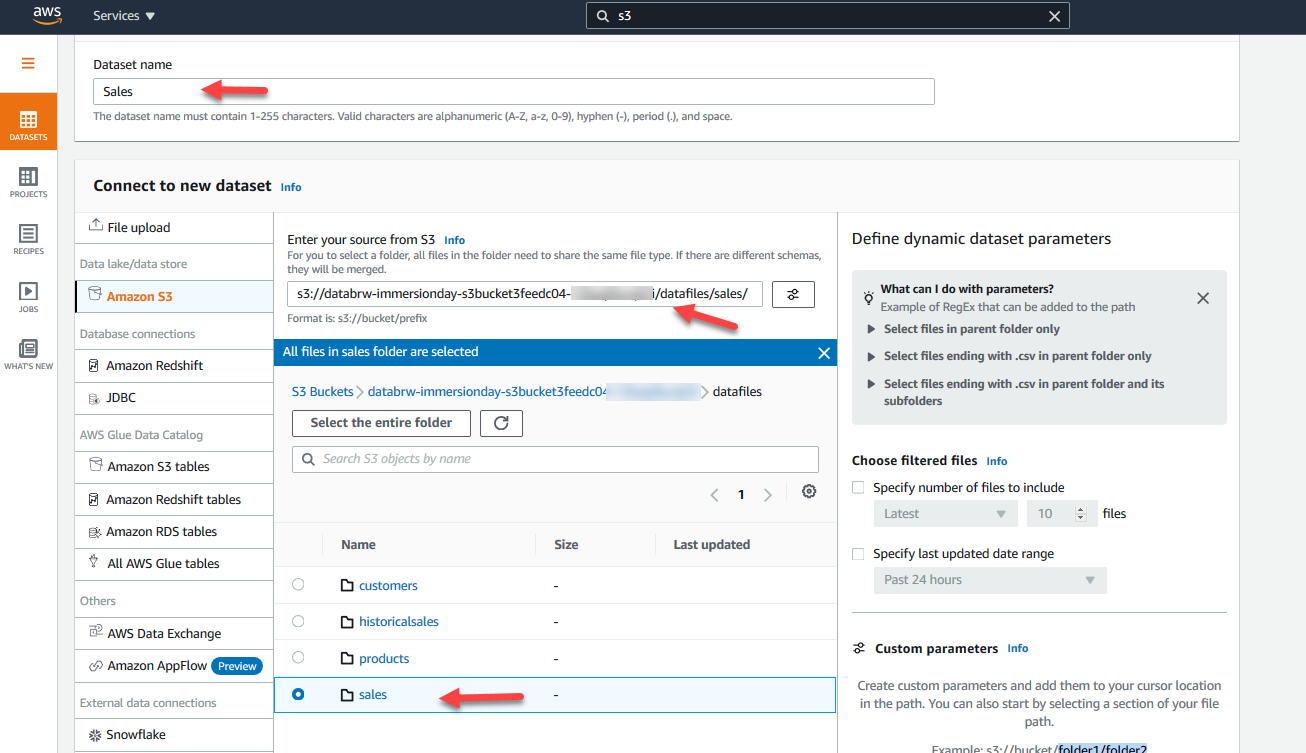 aws Services ▼ s3
Dataset name
Sales
The dataset name must contain 1-255 characters. Valid characters are alphanumeric (A-Z, a-z, 0-9), hyphen (-), period (.), and space.
DATASETS
PROJECTS
RECIPES
JOBS
WHAT'S NEW
Connect to new dataset Info
File upload
Data lake/data store
Amazon S3
Database connections
Amazon Redshift
JDBC
AWS Glue Data Catalog
Amazon S3 tables
Amazon Redshift tables
Amazon RDS tables
All AWS Glue tables
Others
AWS Data Exchange
Amazon AppFlow Preview
External data connections
Snowflake
Enter your source from S3 Info
For you to select a folder, all files in the folder need to share the same file type. If there are different schemas,
they will be merged.
s3://databrw-immersionday-s3bucket3feedc04- i/datafiles/sales/
Format is: s3://bucket/prefix
All files in sales folder are selected
S3 Buckets > databrw-immersionday-s3bucket3feedc04 > datafiles
Select the entire folder
Search S3 objects by name
< 1 >
Name Size Last updated
customers -
historicalsales -
products -
sales -
Define dynamic dataset parameters
What can I do with parameters?
Example of RegEx that can be added to the path
Select files in parent folder only
Select files ending with .csv in parent folder only
Select files ending with .csv in parent folder and its
subfolders
Choose filtered files Info
Specify number of files to include
Latest 10 files
Specify last updated date range
Past 24 hours
Custom parameters Info
Create custom parameters and add them to your cursor location
in the path. You can also start by selecting a section of your file
path.
Example: s3://bucket/folder1/folder2